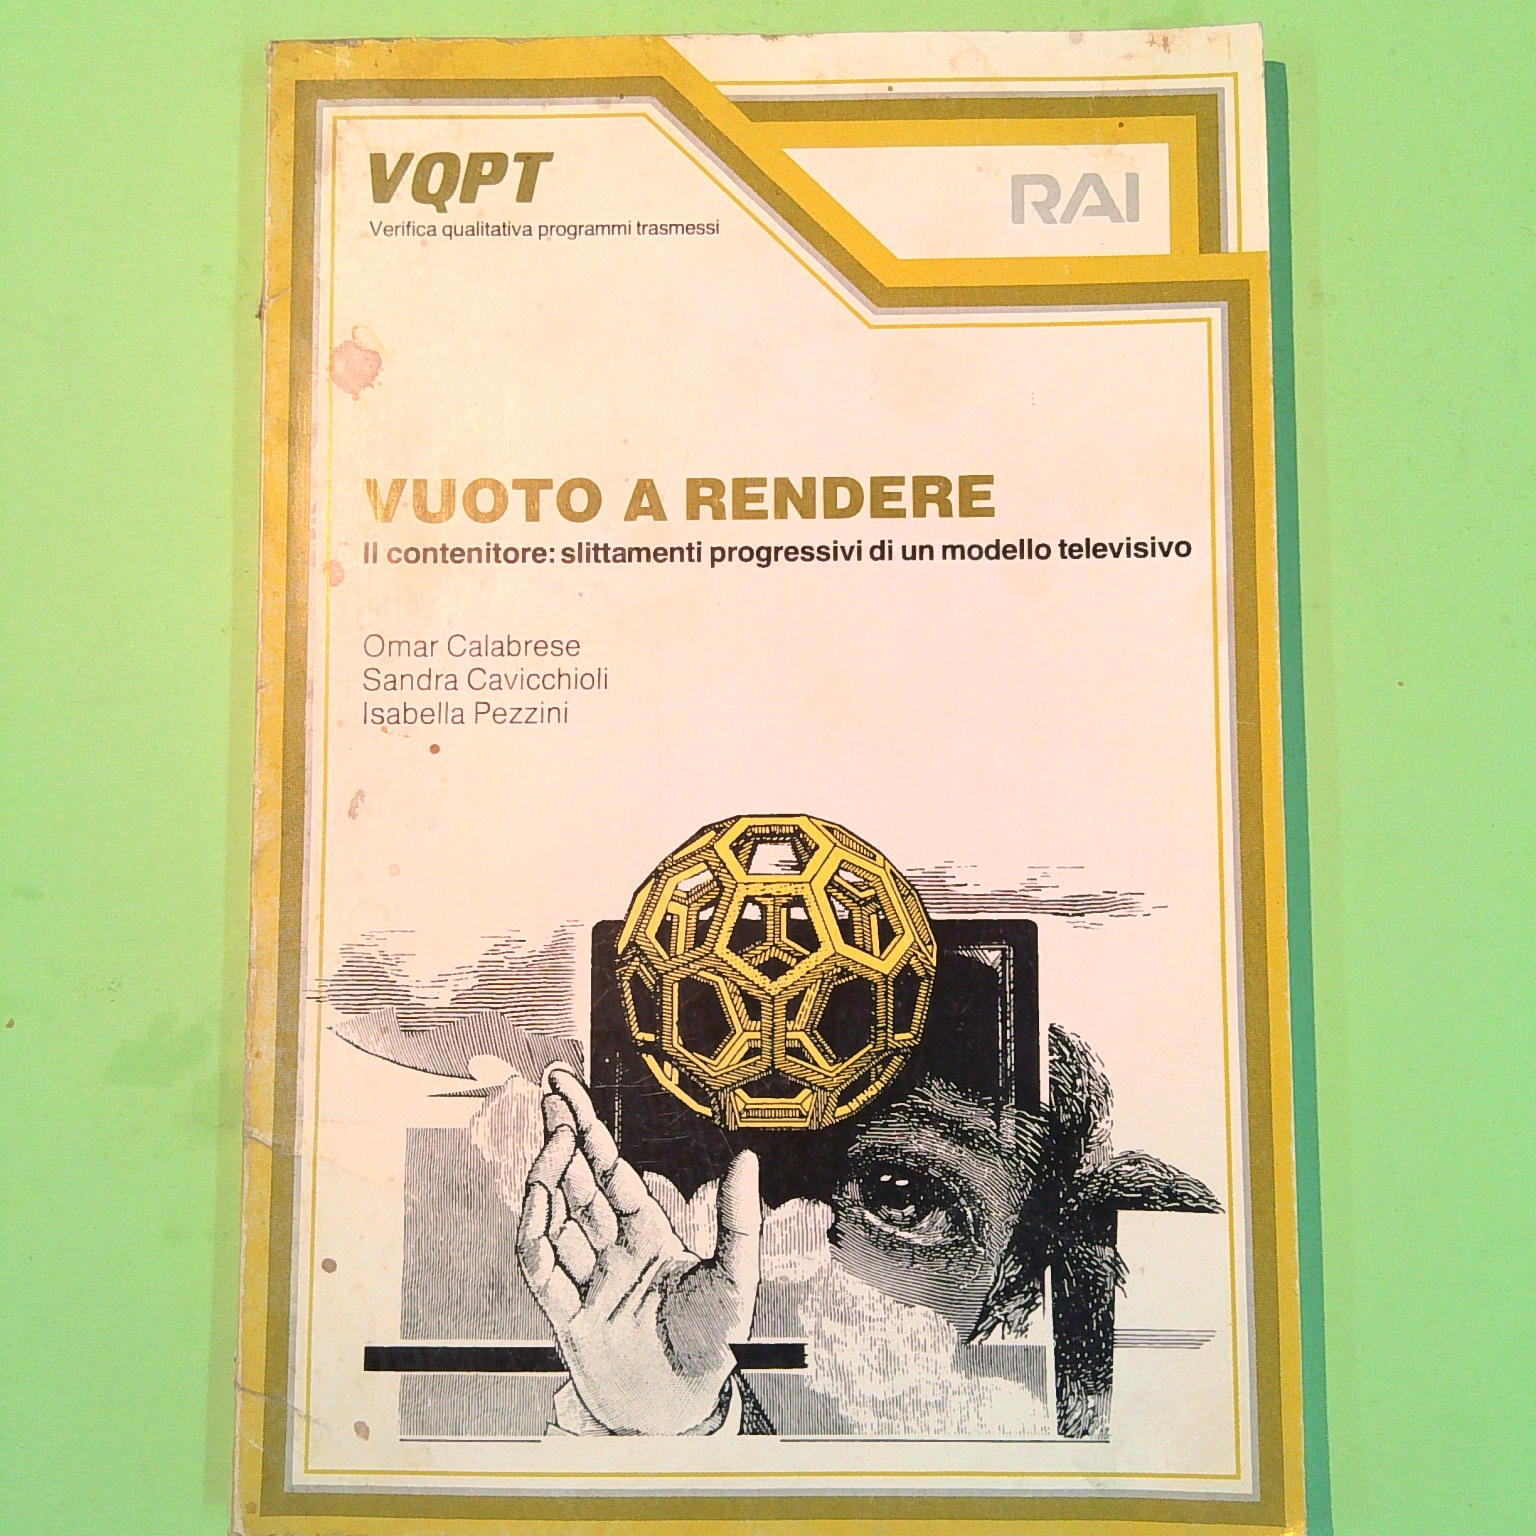 VQPT
Verifica qualitativa programmi trasmessi
RAI
VUOTO A RENDERE
Il contenitore: slittamenti progressivi di un modello televisivo
Omar Calabrese
Sandra Cavicchioli
Isabella Pezzini